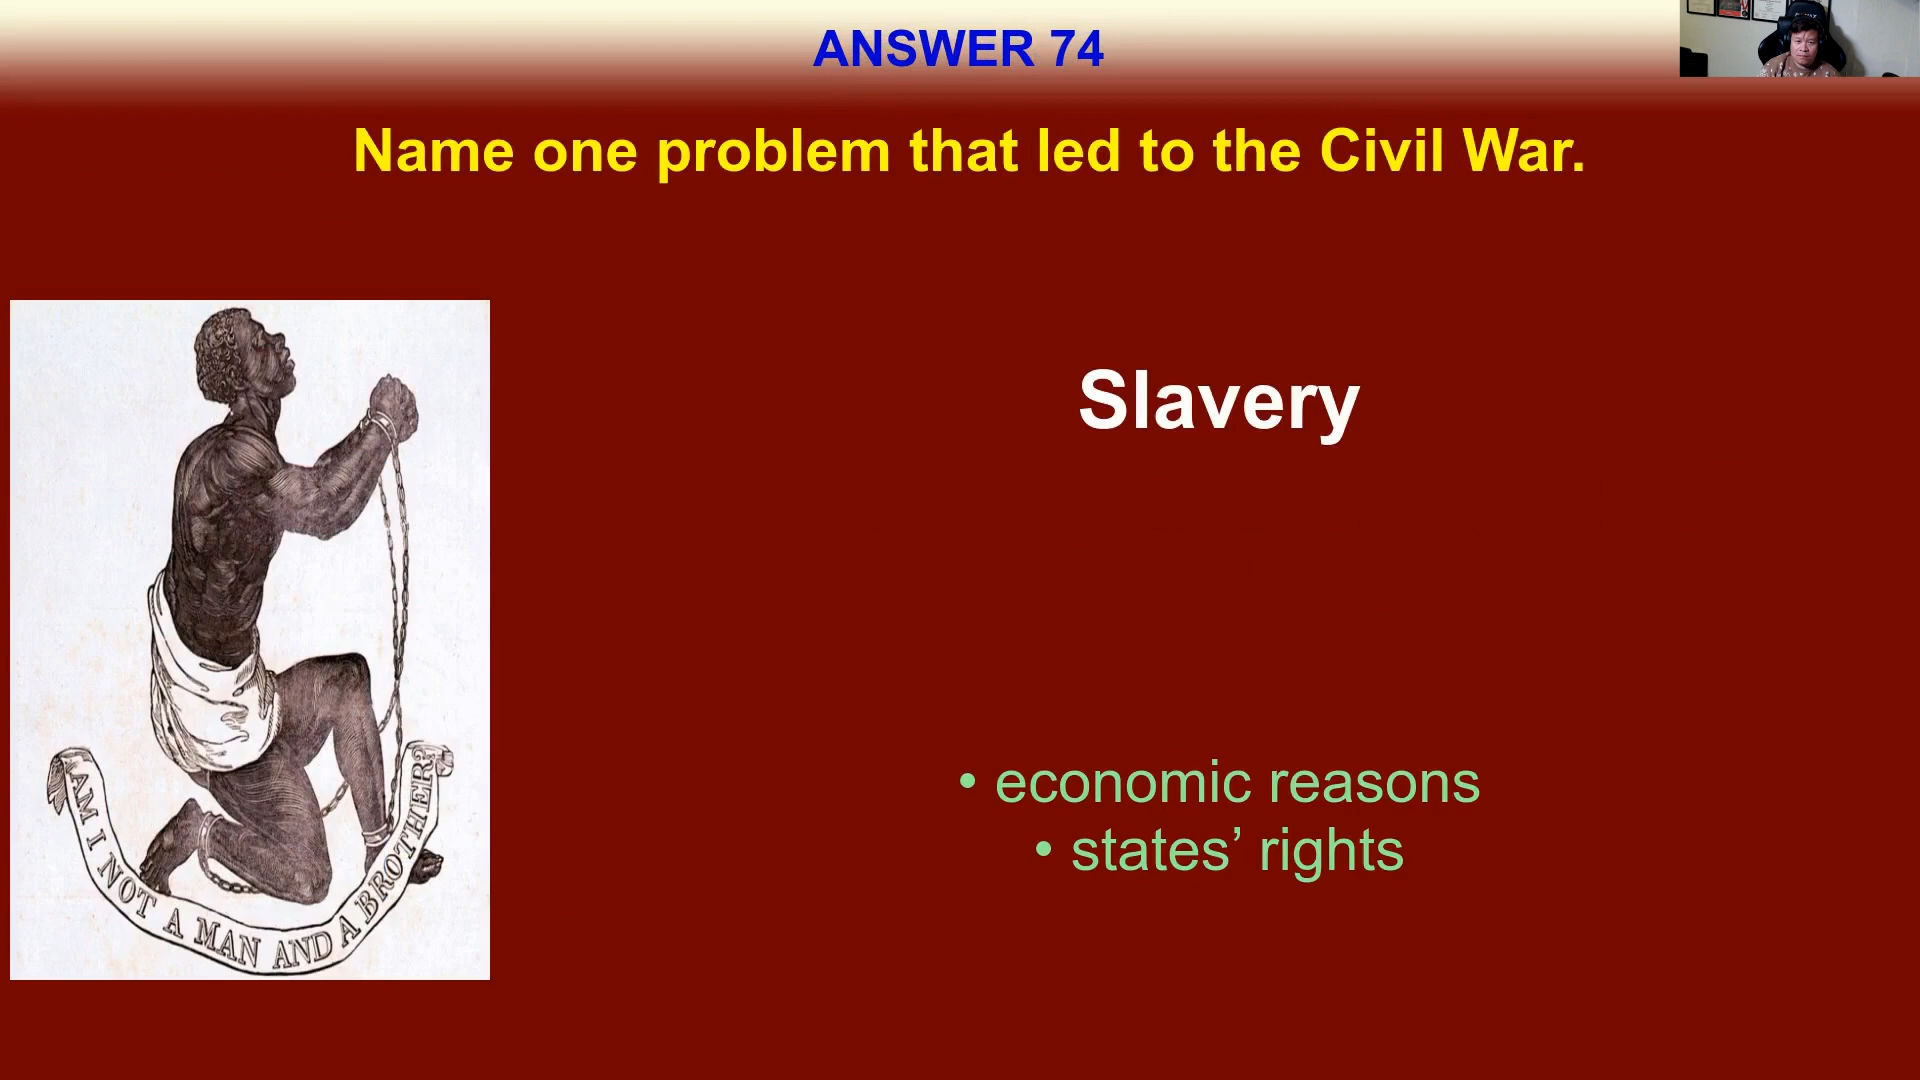 ANSWER 74
Name one problem that led to the Civil War.
Slavery
• economic reasons
• states’ rights
AM I NOT A MAN AND A BROTHER?